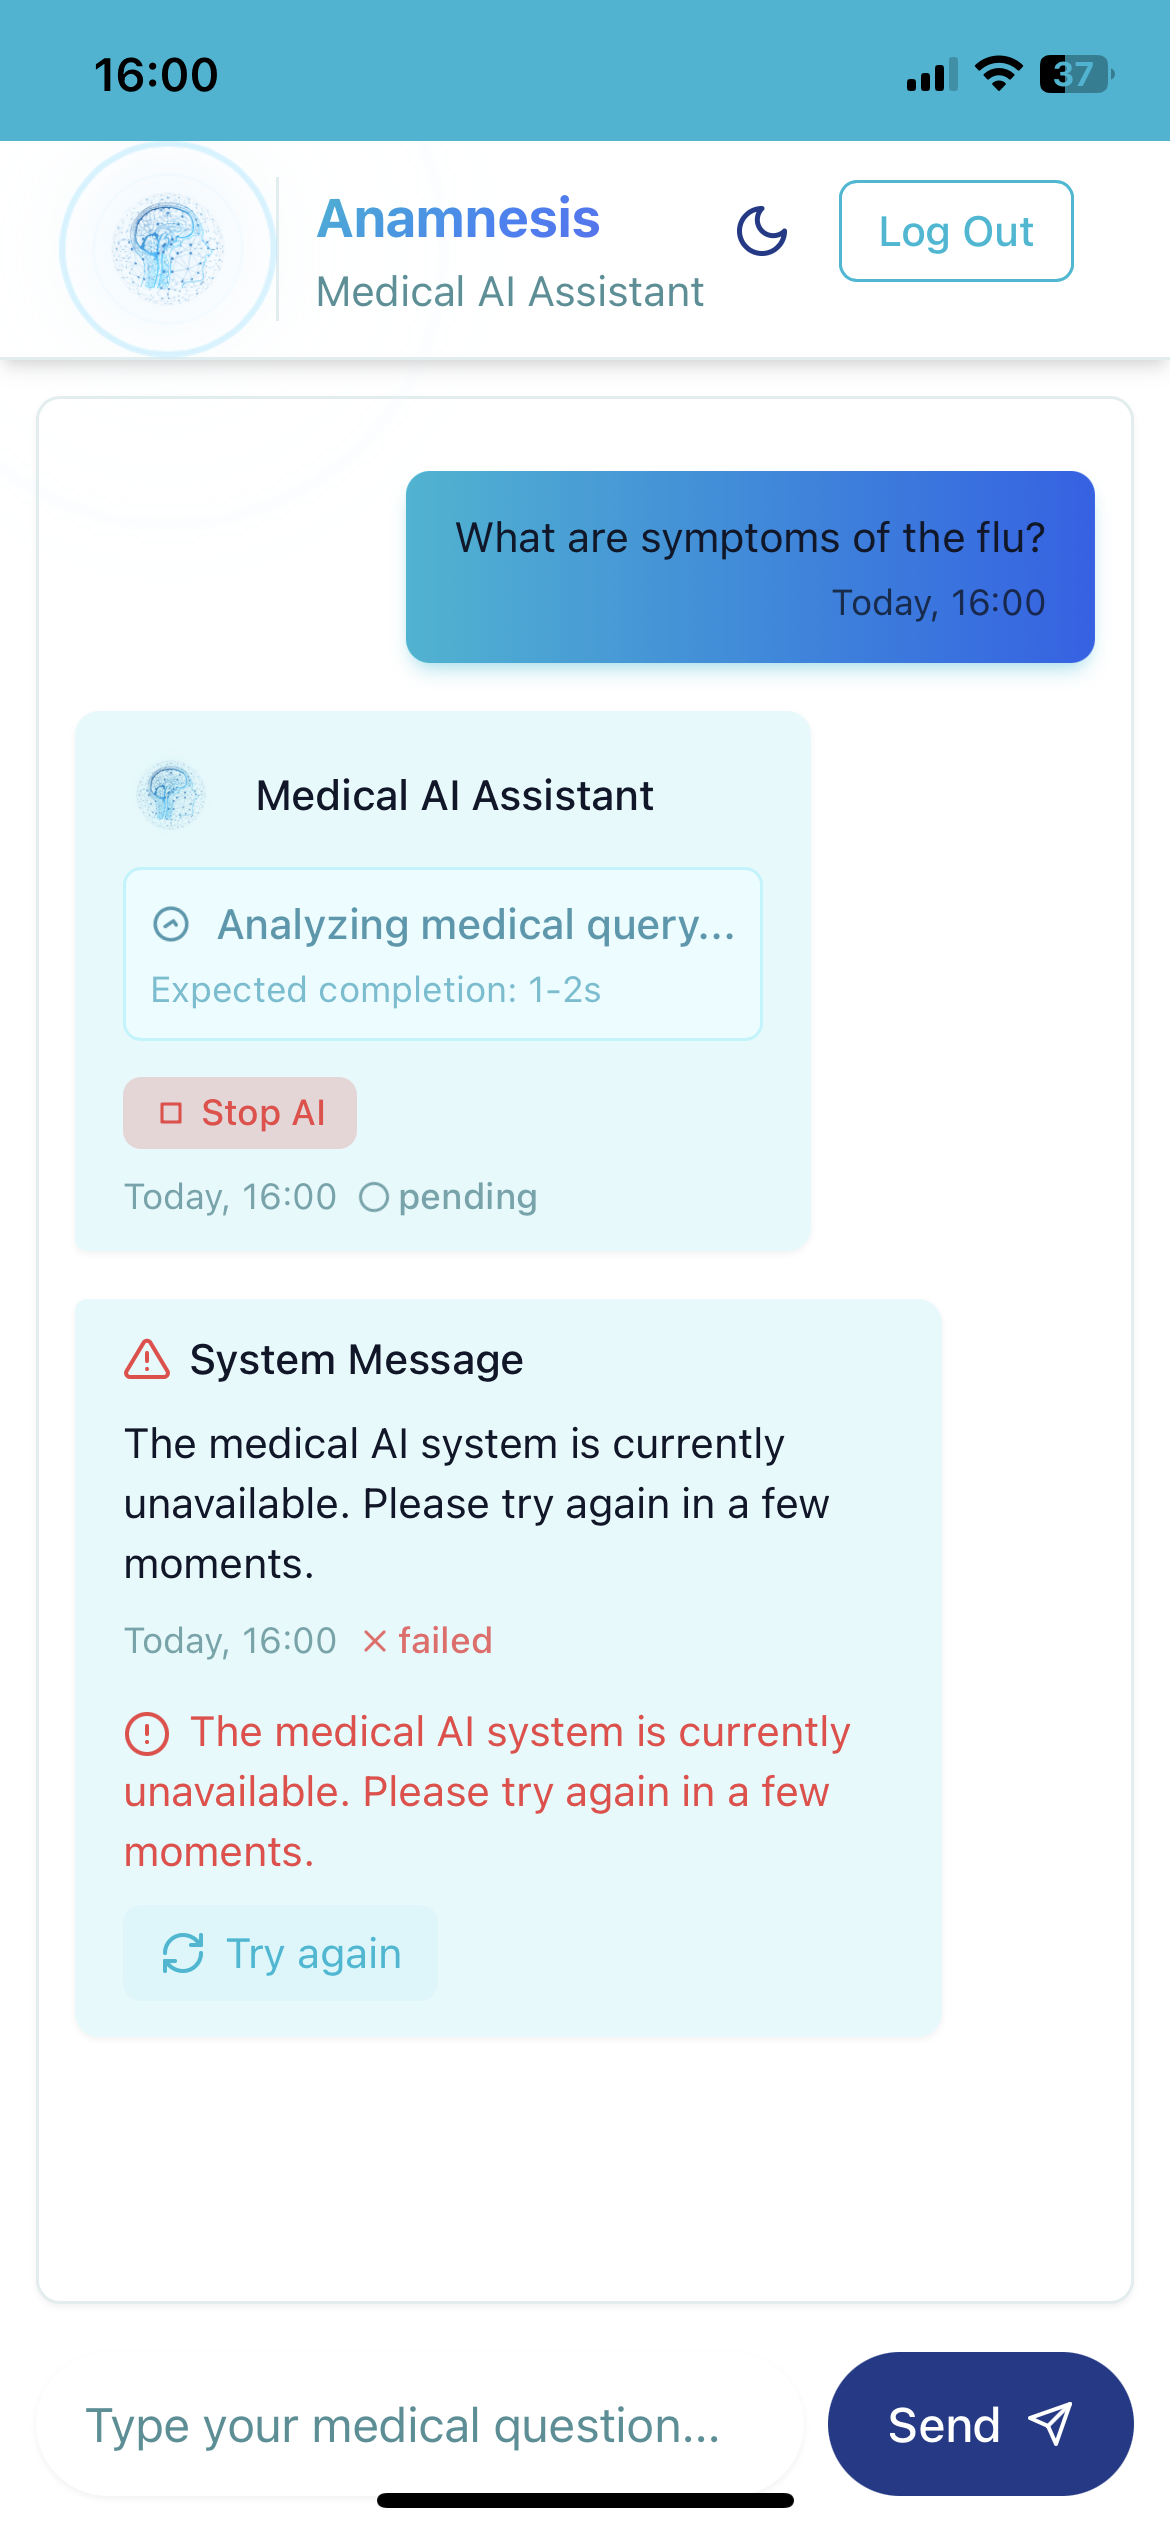 16:00
37
Anamnesis
Medical AI Assistant
Log Out
What are symptoms of the flu?
Today, 16:00
Medical AI Assistant
Analyzing medical query...
Expected completion: 1-2s
Stop AI
Today, 16:00 pending
System Message
The medical AI system is currently
unavailable. Please try again in a few
moments.
Today, 16:00 failed
The medical AI system is currently
unavailable. Please try again in a few
moments.
Try again
Type your medical question...
Send